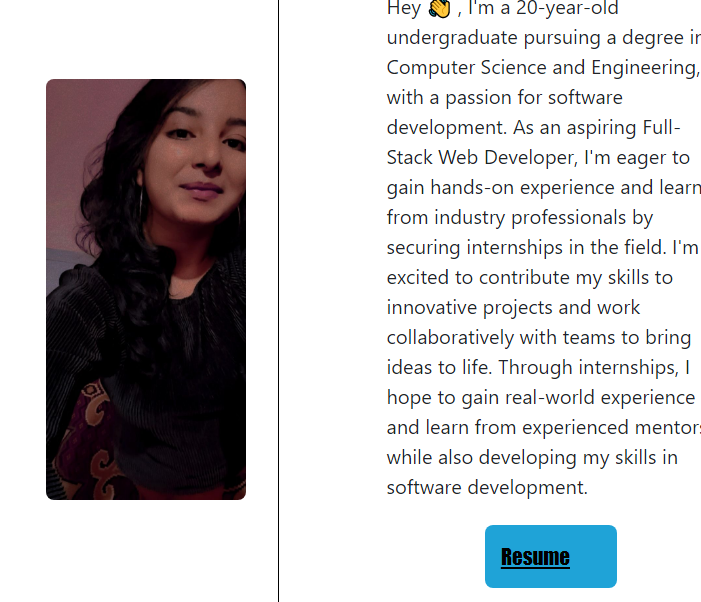 Hey 👋 , I'm a 20-year-old
undergraduate pursuing a degree in
Computer Science and Engineering,
with a passion for software
development. As an aspiring Full-
Stack Web Developer, I'm eager to
gain hands-on experience and learn
from industry professionals by
securing internships in the field. I'm
excited to contribute my skills to
innovative projects and work
collaboratively with teams to bring
ideas to life. Through internships, I
hope to gain real-world experience
and learn from experienced mentors
while also developing my skills in
software development.
Resume